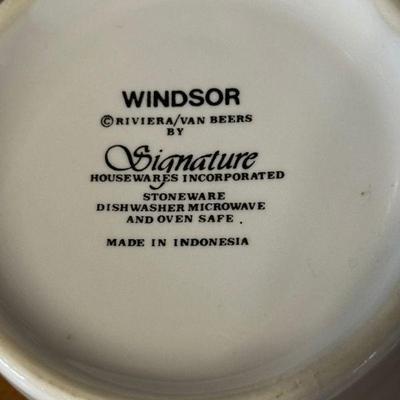 WINDSOR
©RIVIERA/VAN BEERS
BY
Signature
HOUSEWARES INCORPORATED
STONEWARE
DISHWASHER MICROWAVE
AND OVEN SAFE .
MADE IN INDONESIA